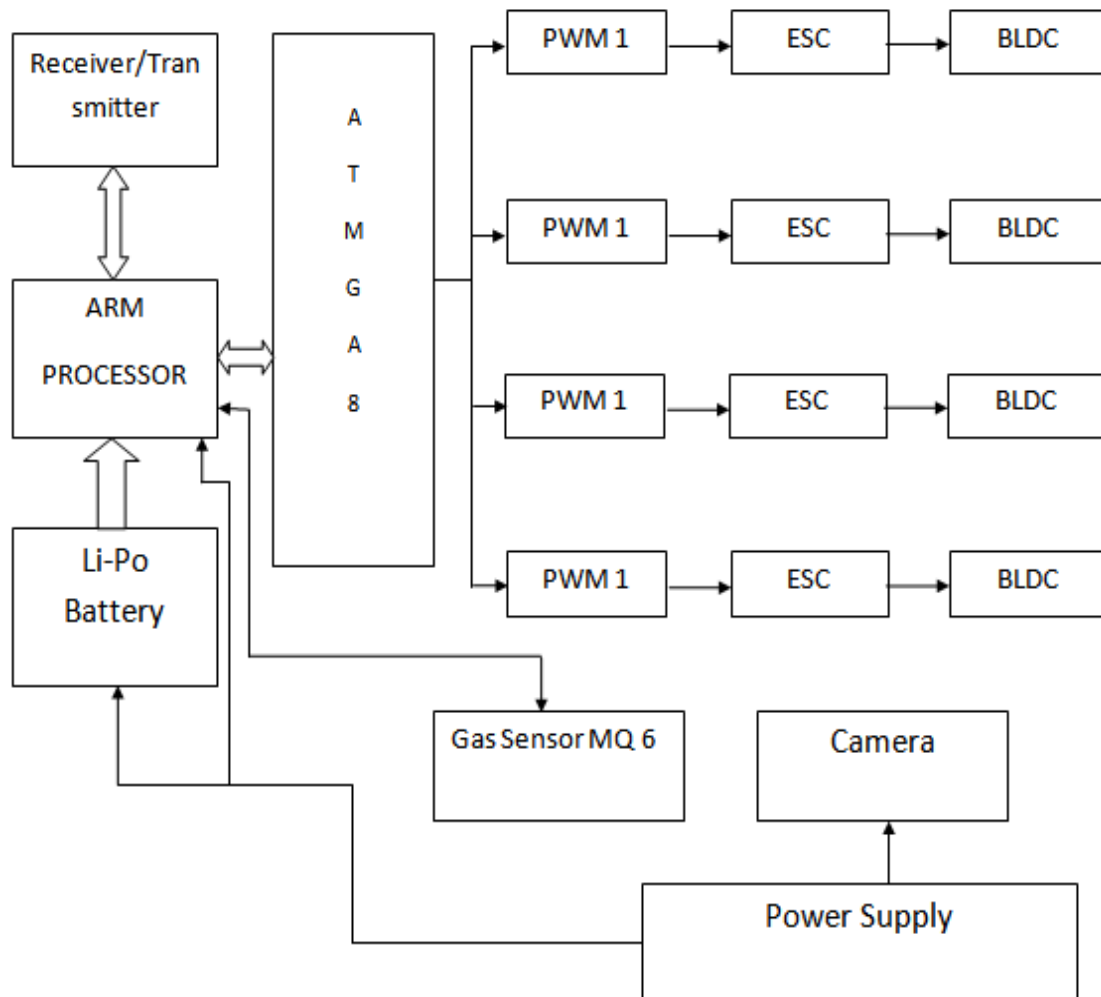 PWM 1
ESC
BLDC
Receiver/Tran
smitter
A
T
M
G
A
8
PWM 1
ESC
BLDC
ARM
PROCESSOR
PWM 1
ESC
BLDC
Li-Po
Battery
PWM 1
ESC
BLDC
Gas Sensor MQ 6
Camera
Power Supply